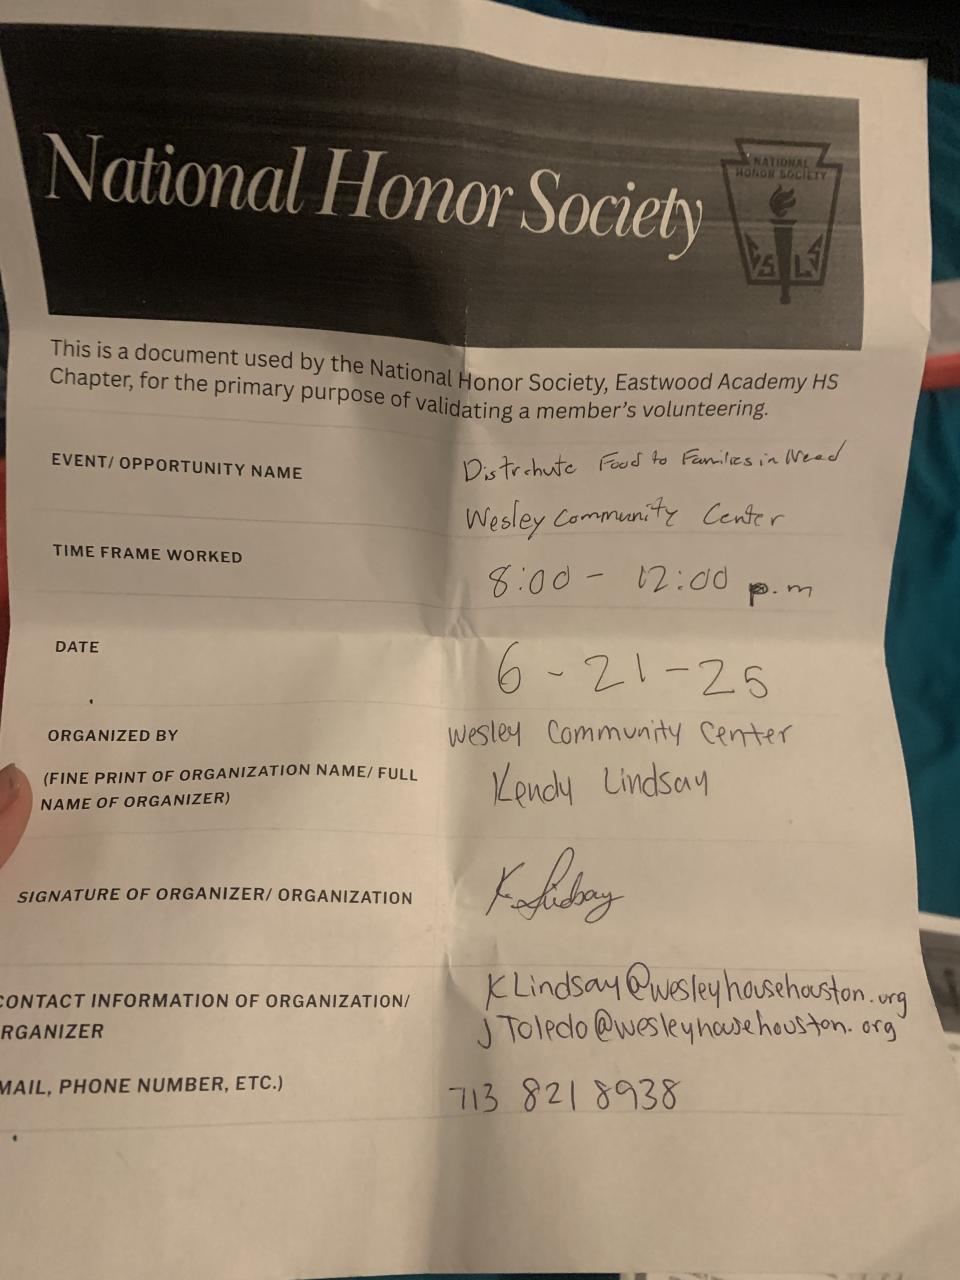 National Honor Society
NATIONAL
HONOR SOCIETY
C S L S
This is a document used by the National Honor Society, Eastwood Academy HS
Chapter, for the primary purpose of validating a member's volunteering.
EVENT/ OPPORTUNITY NAME
Distribute Food to Families in Need
Wesley Community Center
TIME FRAME WORKED
8:00 - 12:00 p.m
DATE
6 - 21 - 25
ORGANIZED BY
Wesley Community Center
(FINE PRINT OF ORGANIZATION NAME/ FULL
NAME OF ORGANIZER)
Kendy Lindsay
SIGNATURE OF ORGANIZER/ ORGANIZATION
K Lindsay
CONTACT INFORMATION OF ORGANIZATION/
RGANIZER
KLindsay@wesleyhousehouston.org
JToledo@wesleyhousehouston.org
MAIL, PHONE NUMBER, ETC.)
713 821 8938